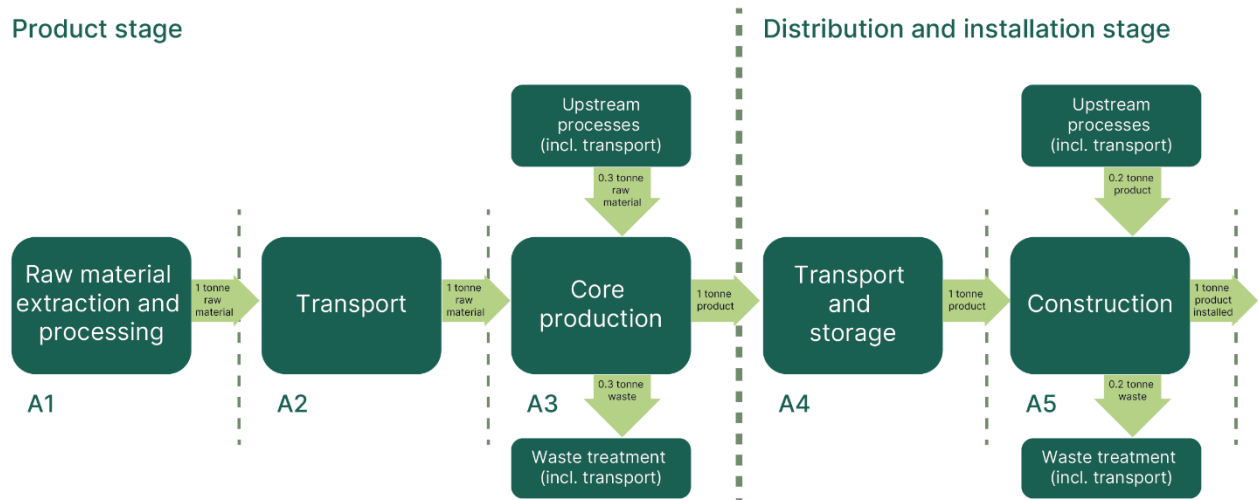 Product stage
Distribution and installation stage
Upstream
processes
(incl. transport)
Upstream
processes
(incl. transport)
0.3 tonne
raw
material
0.2 tonne
product
Raw material
extraction and
processing
1 tonne
raw
material
Transport
1 tonne
raw
material
Core
production
1 tonne
product
Transport
and
storage
1 tonne
product
Construction
1 tonne
product
installed
A1
A2
A3
0.3 tonne
waste
A4
A5
0.2 tonne
waste
Waste treatment
(incl. transport)
Waste treatment
(incl. transport)